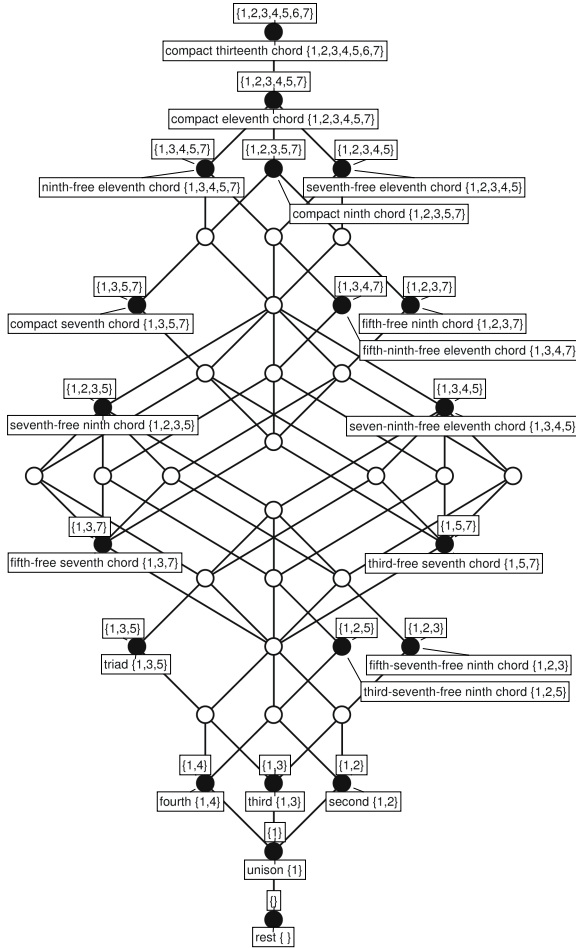 {1,2,3,4,5,6,7}
compact thirteenth chord {1,2,3,4,5,6,7}
{1,2,3,4,5,7}
compact eleventh chord {1,2,3,4,5,7}
{1,3,4,5,7}
{1,2,3,5,7}
{1,2,3,4,5}
ninth-free eleventh chord {1,3,4,5,7}
seventh-free eleventh chord {1,2,3,4,5}
compact ninth chord {1,2,3,5,7}
{1,3,5,7}
{1,3,4,7}
{1,2,3,7}
compact seventh chord {1,3,5,7}
fifth-free ninth chord {1,2,3,7}
fifth-ninth-free eleventh chord {1,3,4,7}
{1,2,3,5}
{1,3,4,5}
seventh-free ninth chord {1,2,3,5}
seven-ninth-free eleventh chord {1,3,4,5}
{1,3,7}
{1,5,7}
fifth-free seventh chord {1,3,7}
third-free seventh chord {1,5,7}
{1,3,5}
{1,2,5}
{1,2,3}
triad {1,3,5}
fifth-seventh-free ninth chord {1,2,3}
third-seventh-free ninth chord {1,2,5}
{1,4}
{1,3}
{1,2}
fourth {1,4}
third {1,3}
second {1,2}
{1}
unison {1}
{}
rest { }